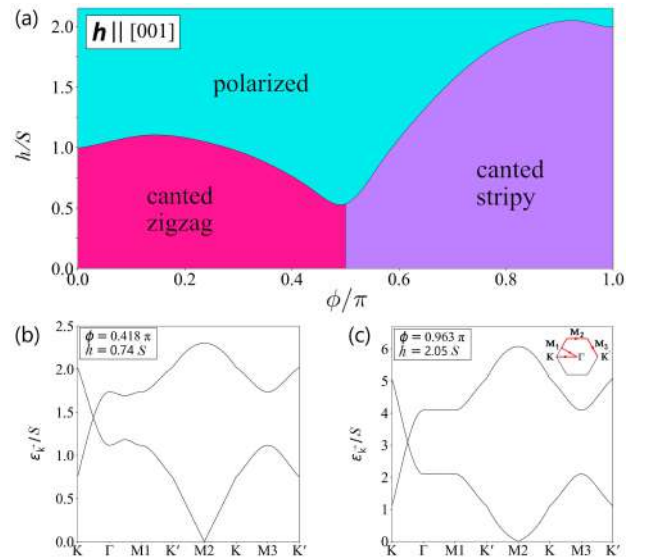 (a)
h || [001]
2.0
1.5
1.0
0.5
0.0
h/S
polarized
canted
zigzag
canted
stripy
0.0 0.2 0.4 0.6 0.8 1.0
ϕ/π
(b)
ϕ = 0.418 π
h = 0.74 S
2.5
2.0
1.5
1.0
0.5
0.0
ε_k⃗/S
K Γ M1 K′ M2 K M3 K′
(c)
ϕ = 0.963 π
h = 2.05 S
M₂
M₁ M₃
K Γ K
6
5
4
3
2
1
0
ε_k⃗/S
K Γ M1 K′ M2 K M3 K′